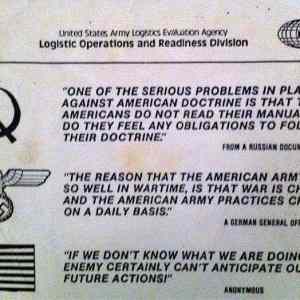 United States Army Logistics Evaluation Agency
Logistic Operations and Readiness Division
"ONE OF THE SERIOUS PROBLEMS IN PLA
AGAINST AMERICAN DOCTRINE IS THAT T
AMERICANS DO NOT READ THEIR MANUA
DO THEY FEEL ANY OBLIGATIONS TO FOL
THEIR DOCTRINE."
FROM A RUSSIAN DOCUM
"THE REASON THAT THE AMERICAN ARMY
SO WELL IN WARTIME, IS THAT WAR IS CH
AND THE AMERICAN ARMY PRACTICES CH
ON A DAILY BASIS."
A GERMAN GENERAL OF
"IF WE DON'T KNOW WHAT WE ARE DOING
ENEMY CERTAINLY CAN'T ANTICIPATE OU
FUTURE ACTIONS!"
ANONYMOUS